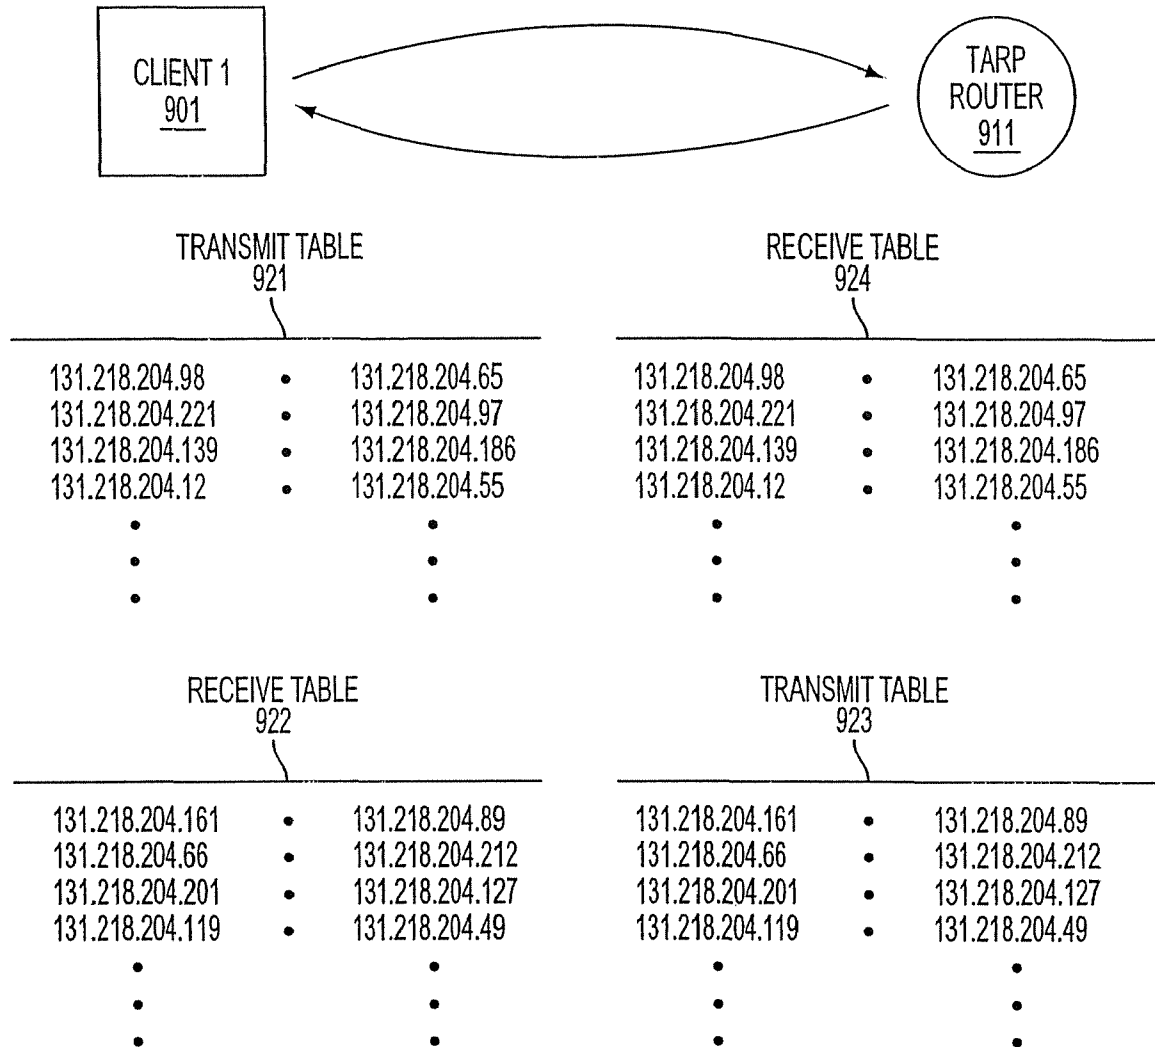 CLIENT 1
901
TARP
ROUTER
911
TRANSMIT TABLE
921
RECEIVE TABLE
924
131.218.204.98 • 131.218.204.65
131.218.204.221 • 131.218.204.97
131.218.204.139 • 131.218.204.186
131.218.204.12 • 131.218.204.55
131.218.204.98 • 131.218.204.65
131.218.204.221 • 131.218.204.97
131.218.204.139 • 131.218.204.186
131.218.204.12 • 131.218.204.55
RECEIVE TABLE
922
TRANSMIT TABLE
923
131.218.204.161 • 131.218.204.89
131.218.204.66 • 131.218.204.212
131.218.204.201 • 131.218.204.127
131.218.204.119 • 131.218.204.49
131.218.204.161 • 131.218.204.89
131.218.204.66 • 131.218.204.212
131.218.204.201 • 131.218.204.127
131.218.204.119 • 131.218.204.49